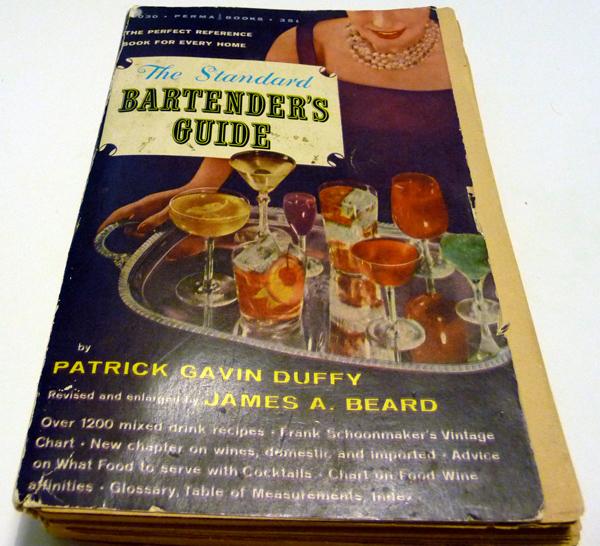 030 • PERMA BOOKS • 35¢
THE PERFECT REFERENCE
BOOK FOR EVERY HOME
The Standard
BARTENDER'S
GUIDE
by
PATRICK GAVIN DUFFY
Revised and enlarged by JAMES A. BEARD
Over 1200 mixed drink recipes • Frank Schoonmaker's Vintage
Chart • New chapter on wines, domestic and imported • Advice
on What Food to serve with Cocktails • Chart on Food Wine
affinities • Glossary, Table of Measurements, Index